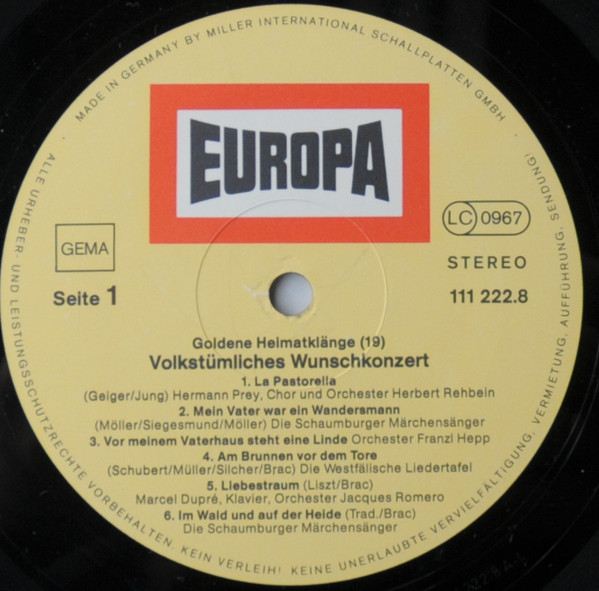 MADE IN GERMANY BY MILLER INTERNATIONAL SCHALLPLATTEN GMBH
EUROPA
GEMA
LC 0967
STEREO
Seite 1
111 222.8
Goldene Heimatklänge (19)
Volkstümliches Wunschkonzert
1. La Pastorella
(Geiger/Jung) Hermann Prey, Chor und Orchester Herbert Rehbein
2. Mein Vater war ein Wandersmann
(Möller/Siegesmund/Möller) Die Schaumburger Märchensänger
3. Vor meinem Vaterhaus steht eine Linde Orchester Franzl Hepp
4. Am Brunnen vor dem Tore
(Schubert/Müller/Silcher/Brac) Die Westfälische Liedertafel
5. Liebestraum (Liszt/Brac)
Marcel Dupré, Klavier, Orchester Jacques Romero
6. Im Wald und auf der Heide (Trad./Brac)
Die Schaumburger Märchensänger
ALLE URHEBER- UND LEISTUNGSSCHUTZRECHTE VORBEHALTEN. KEIN VERLEIH! KEINE UNERLAUBTE VERVIELFÄLTIGUNG, VERMIETUNG, AUFFÜHRUNG, SENDUNG!